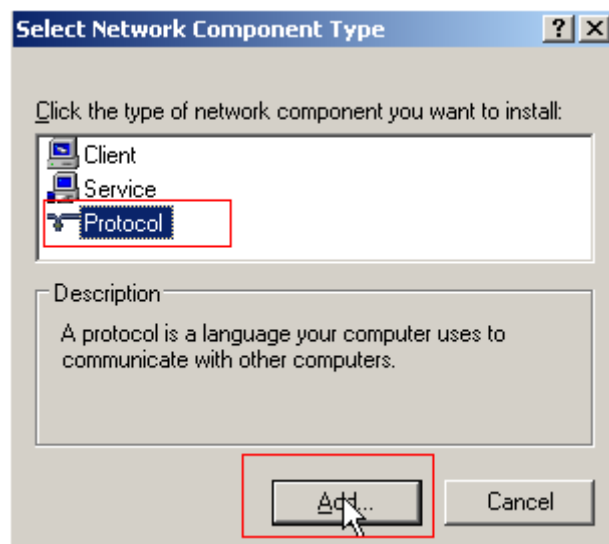 Select Network Component Type
Click the type of network component you want to install:
Client
Service
Protocol
Description
A protocol is a language your computer uses to
communicate with other computers.
Add...
Cancel